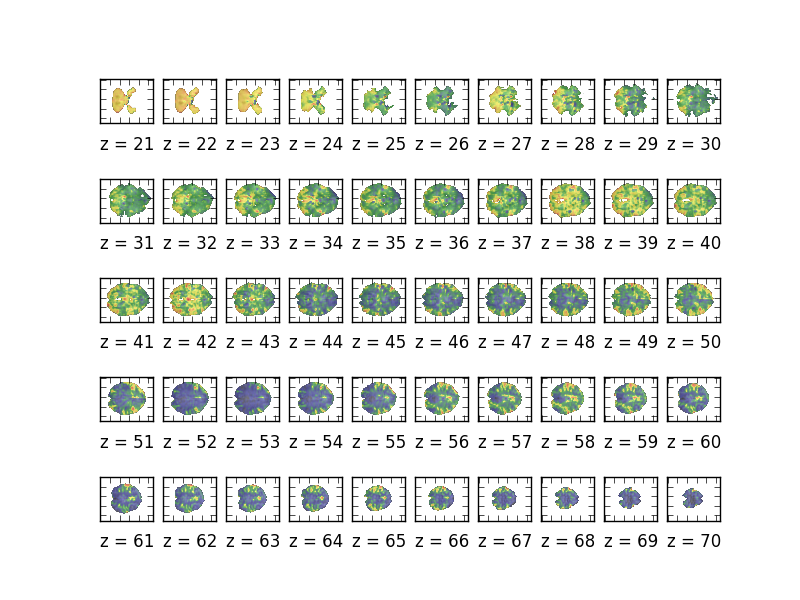 z = 21 z = 22 z = 23 z = 24 z = 25 z = 26 z = 27 z = 28 z = 29 z = 30
z = 31 z = 32 z = 33 z = 34 z = 35 z = 36 z = 37 z = 38 z = 39 z = 40
z = 41 z = 42 z = 43 z = 44 z = 45 z = 46 z = 47 z = 48 z = 49 z = 50
z = 51 z = 52 z = 53 z = 54 z = 55 z = 56 z = 57 z = 58 z = 59 z = 60
z = 61 z = 62 z = 63 z = 64 z = 65 z = 66 z = 67 z = 68 z = 69 z = 70